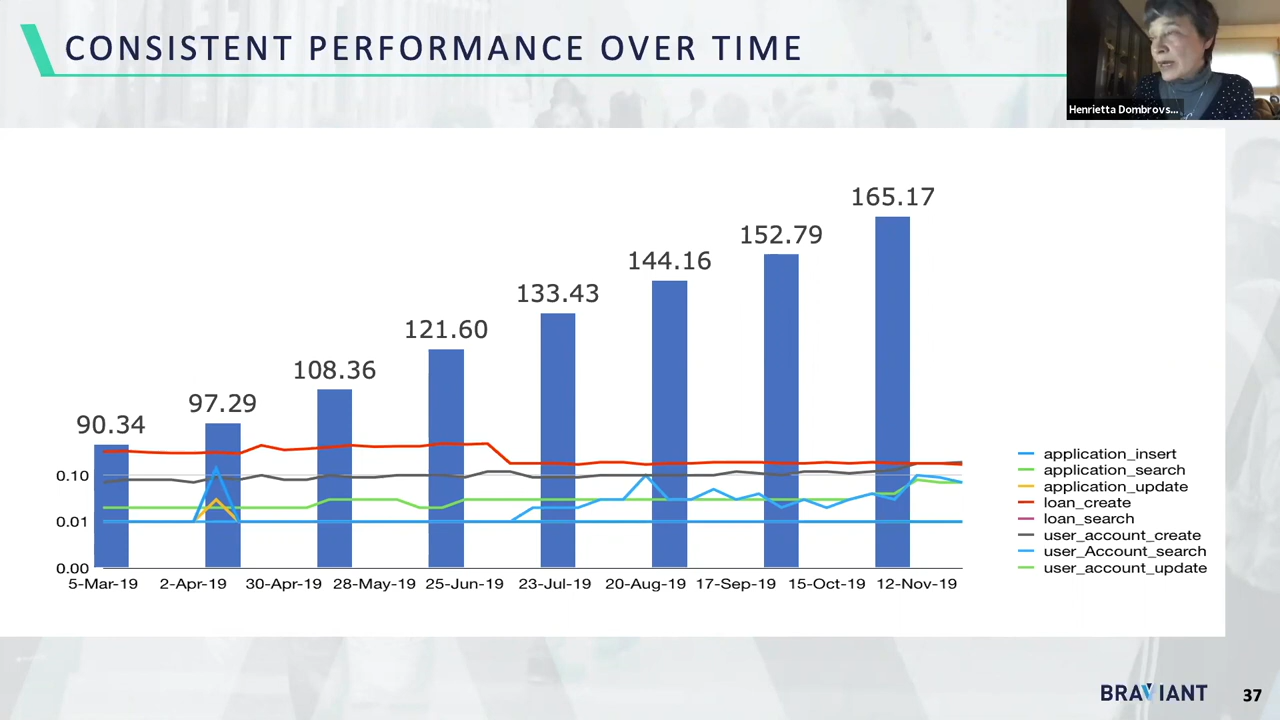 CONSISTENT PERFORMANCE OVER TIME
Henrietta Dombrovs...
165.17
152.79
144.16
133.43
121.60
108.36
97.29
90.34
0.10
0.01
0.00
5-Mar-19 2-Apr-19 30-Apr-19 28-May-19 25-Jun-19 23-Jul-19 20-Aug-19 17-Sep-19 15-Oct-19 12-Nov-19
application_insert
application_search
application_update
loan_create
loan_search
user_account_create
user_Account_search
user_account_update
BRAVIANT
37